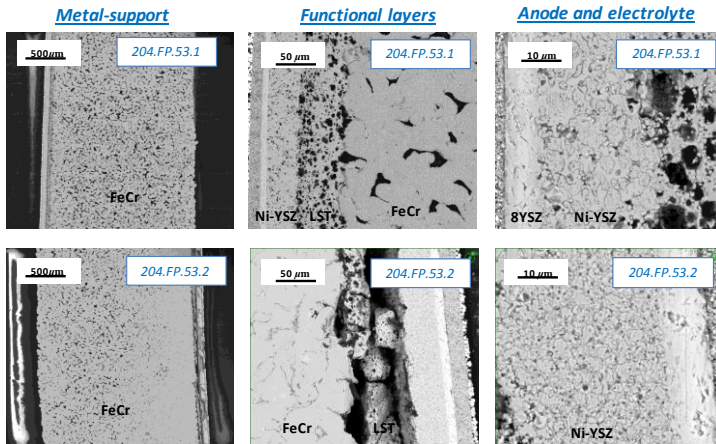 Metal-support
Functional layers
Anode and electrolyte
500μm
204.FP.53.1
FeCr
50 μm
204.FP.53.1
Ni-YSZ LST
FeCr
10 μm
204.FP.53.1
8YSZ
Ni-YSZ
500μm
204.FP.53.2
FeCr
50 μm
204.FP.53.2
FeCr
LST
10 μm
204.FP.53.2
Ni-YSZ